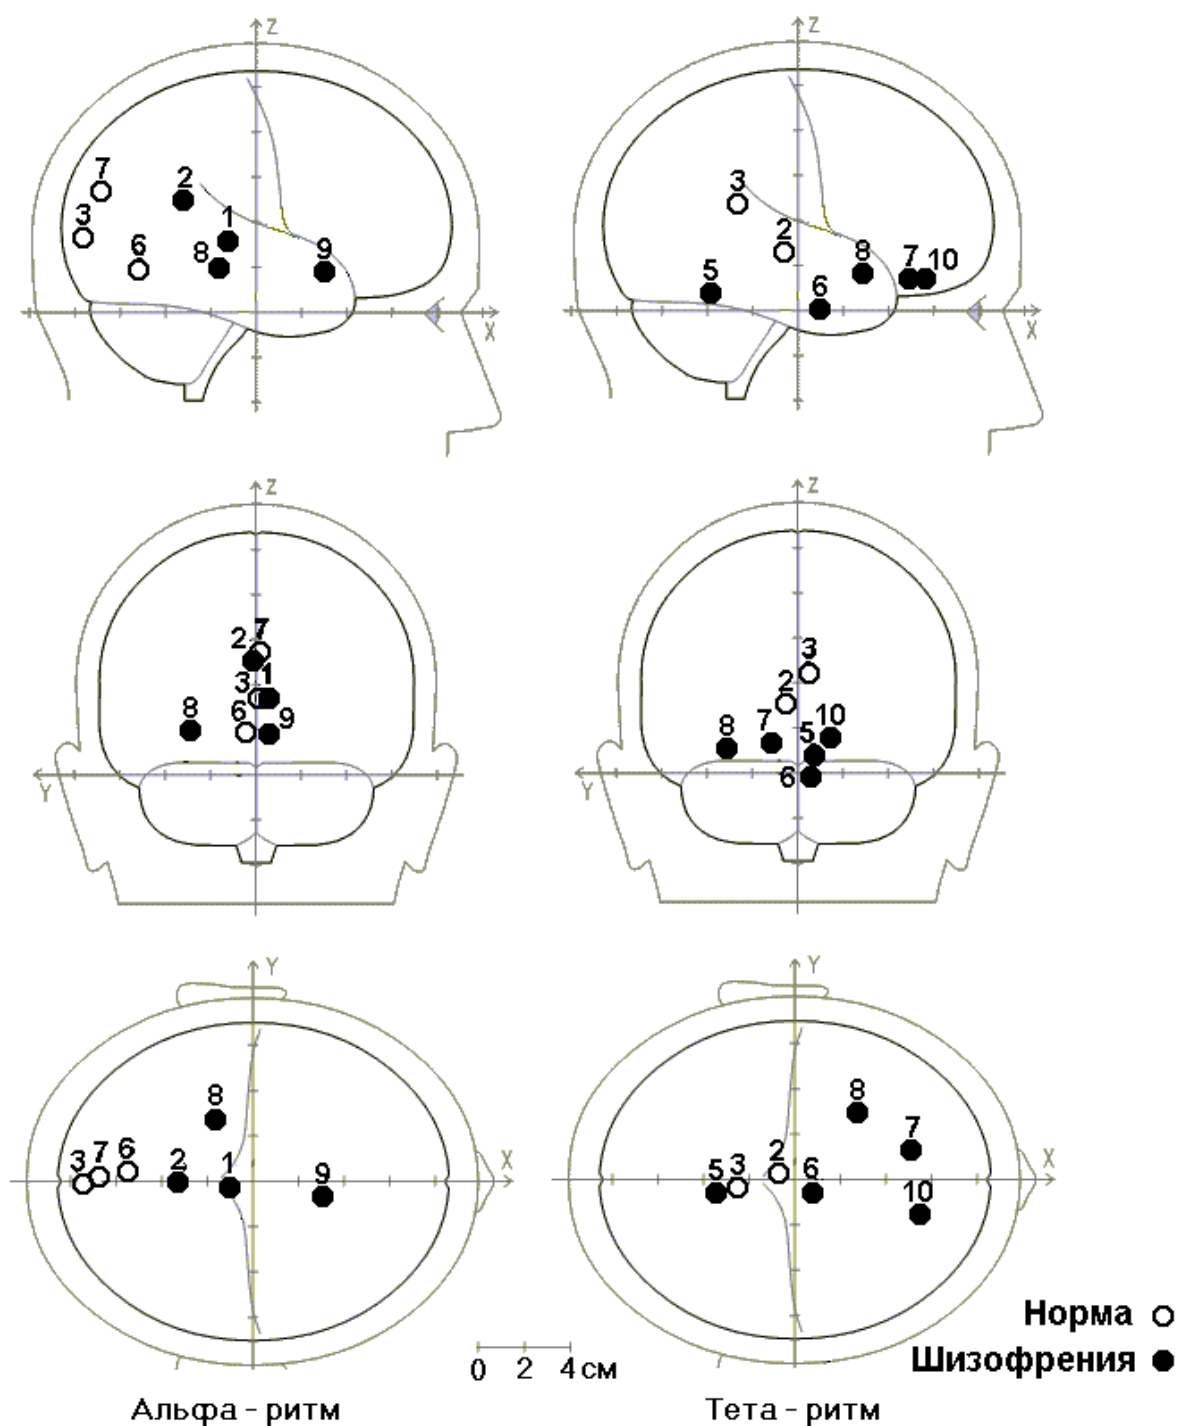 Z Z
7 2 3
3 1 2
6 8 9 8 7 10
5 6
X X
Z Z
2 7 3
3 1 2
8 6 9 8 7 5 10
6
Y Y
Y Y
8 8
7
3 7 6 2 1 9 X 5 3 2 6 X
10
Норма
0 2 4 см Шизофрения
Альфа - ритм Тета - ритм